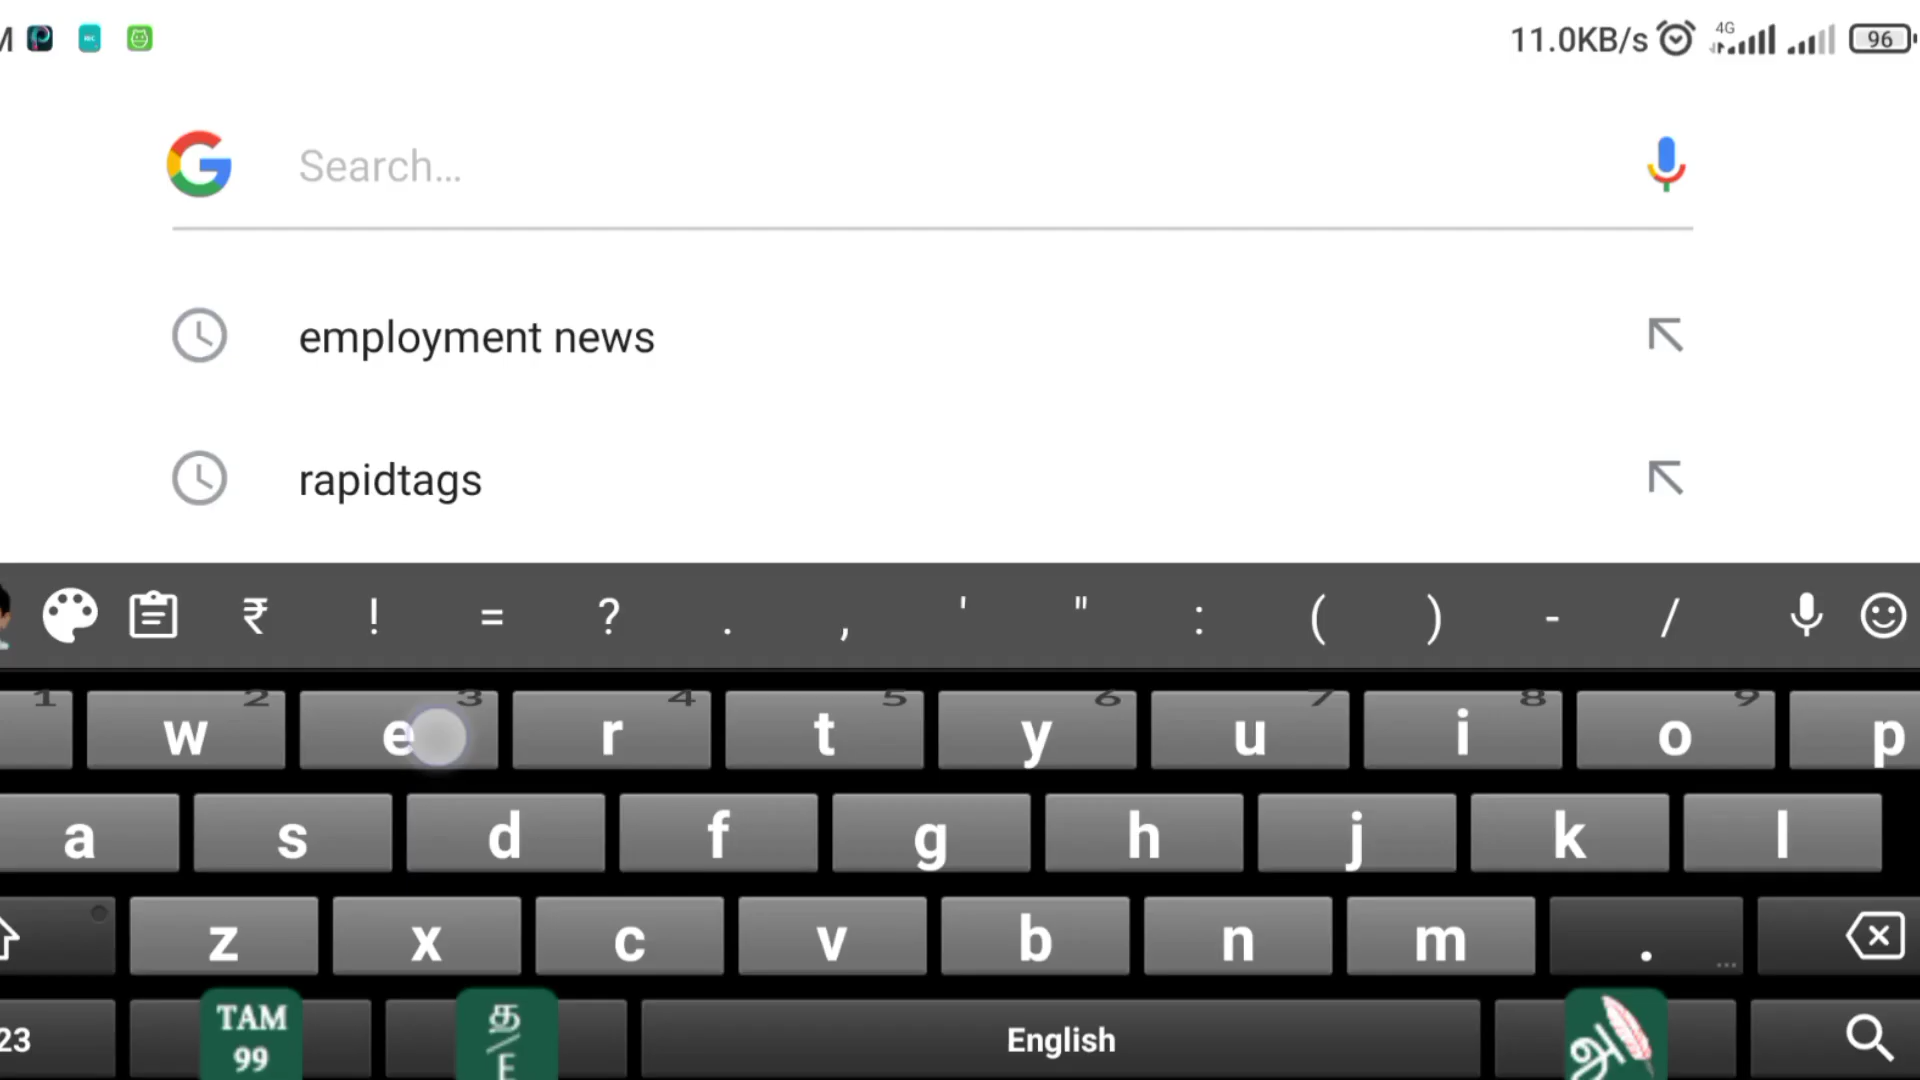 M 11.0KB/s 4G 96
Search...
employment news
rapidtags
₹ ! = ? . , ' " : ( ) - /
1 2 3 4 5 6 7 8 9
w e r t y u i o p
a s d f g h j k l
z x c v b n m . ...
23 TAM 99 த/E English அ